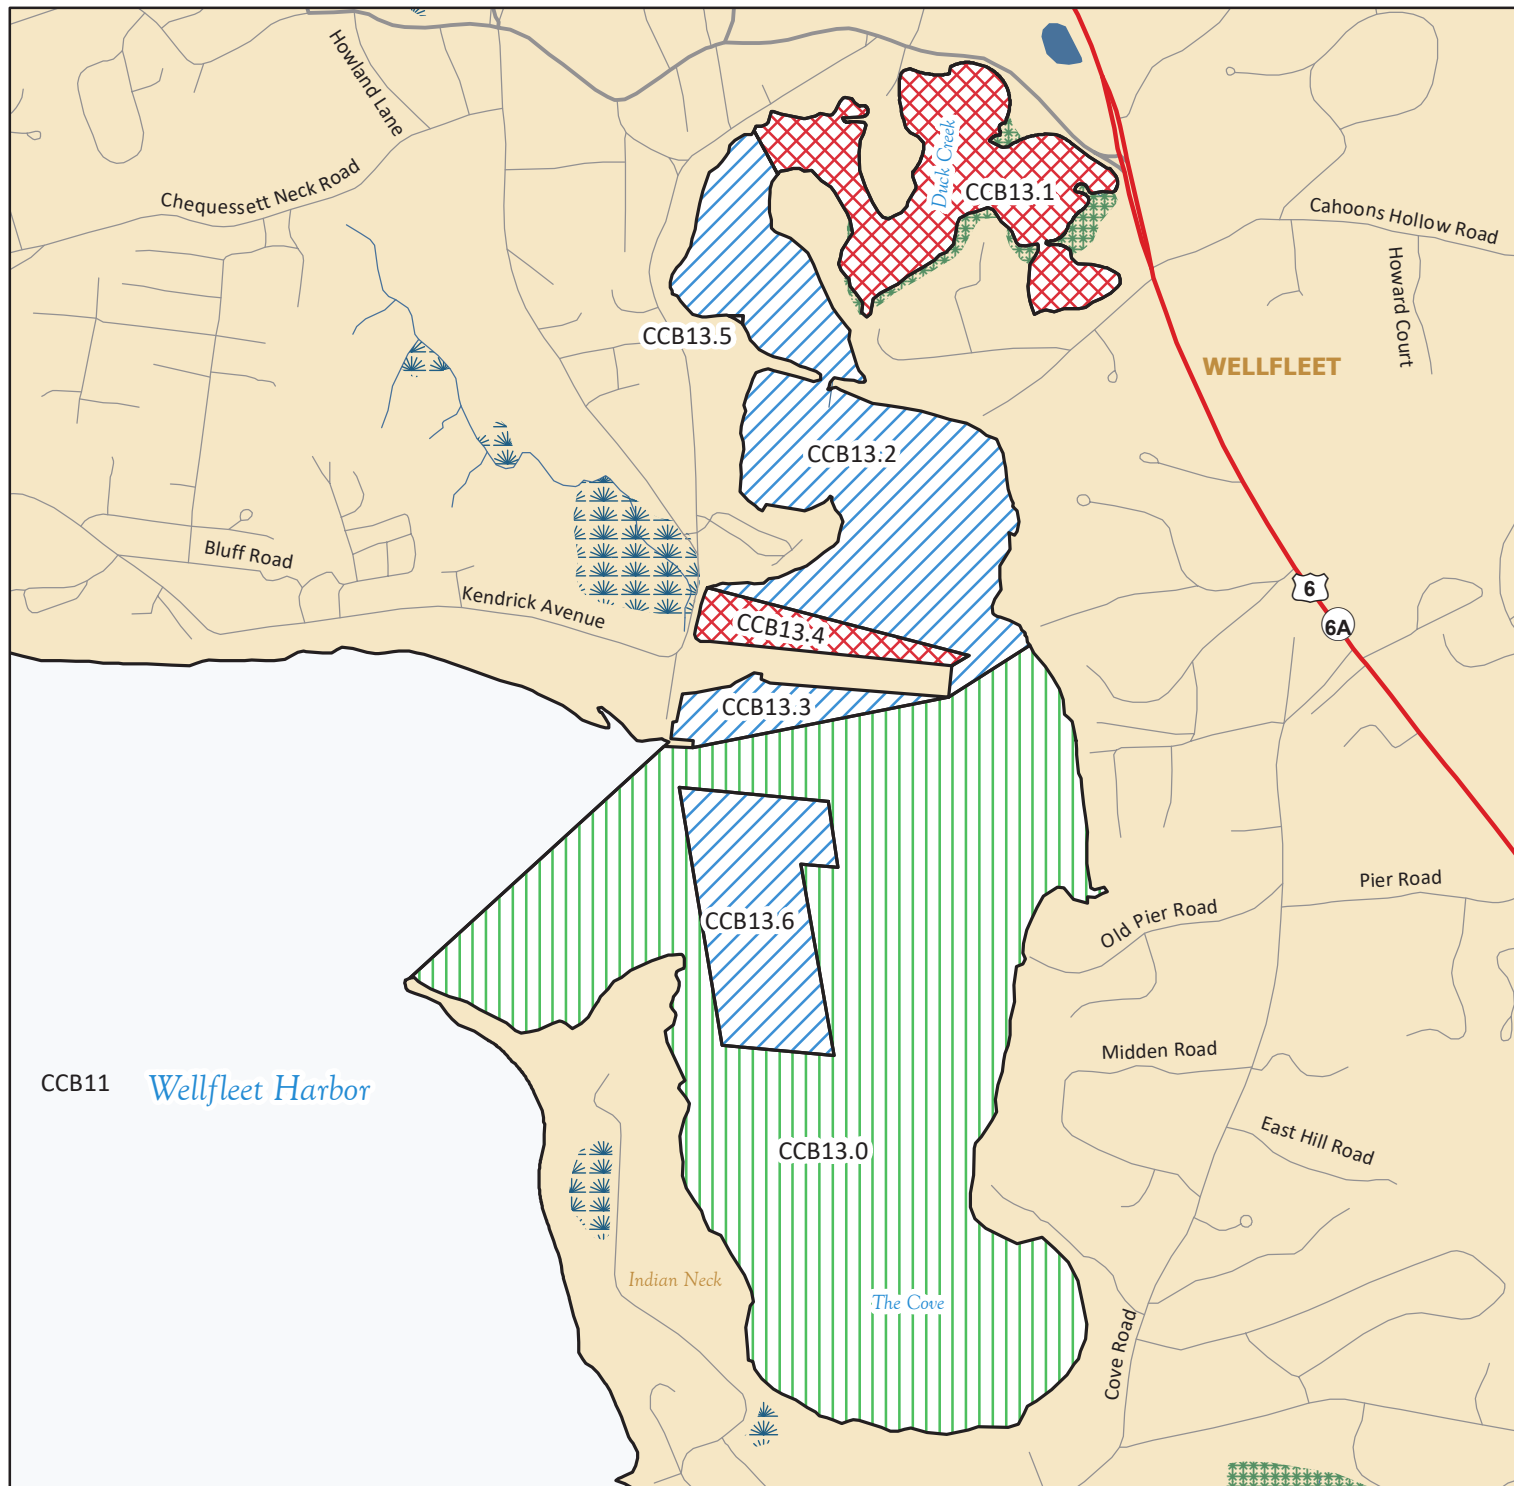 Howland Lane
Duck Creek
Chequessett Neck Road
CCB13.1
Cahoons Hollow Road
Howard Court
CCB13.5
WELLFLEET
CCB13.2
Bluff Road
6
Kendrick Avenue
CCB13.4
6A
CCB13.3
Pier Road
CCB13.6
Old Pier Road
Midden Road
CCB11
Wellfleet Harbor
East Hill Road
CCB13.0
Indian Neck
The Cove
Cove Road